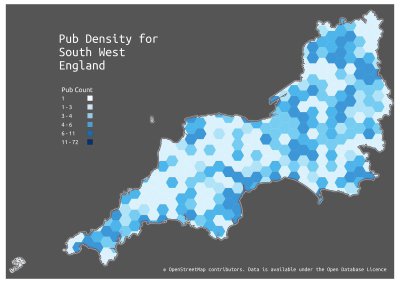 Pub Density for
South West
England
Pub Count
1
1 - 3
3 - 4
4 - 6
6 - 11
11 - 72
© OpenStreetMap contributors. Data is available under the Open Database Licence